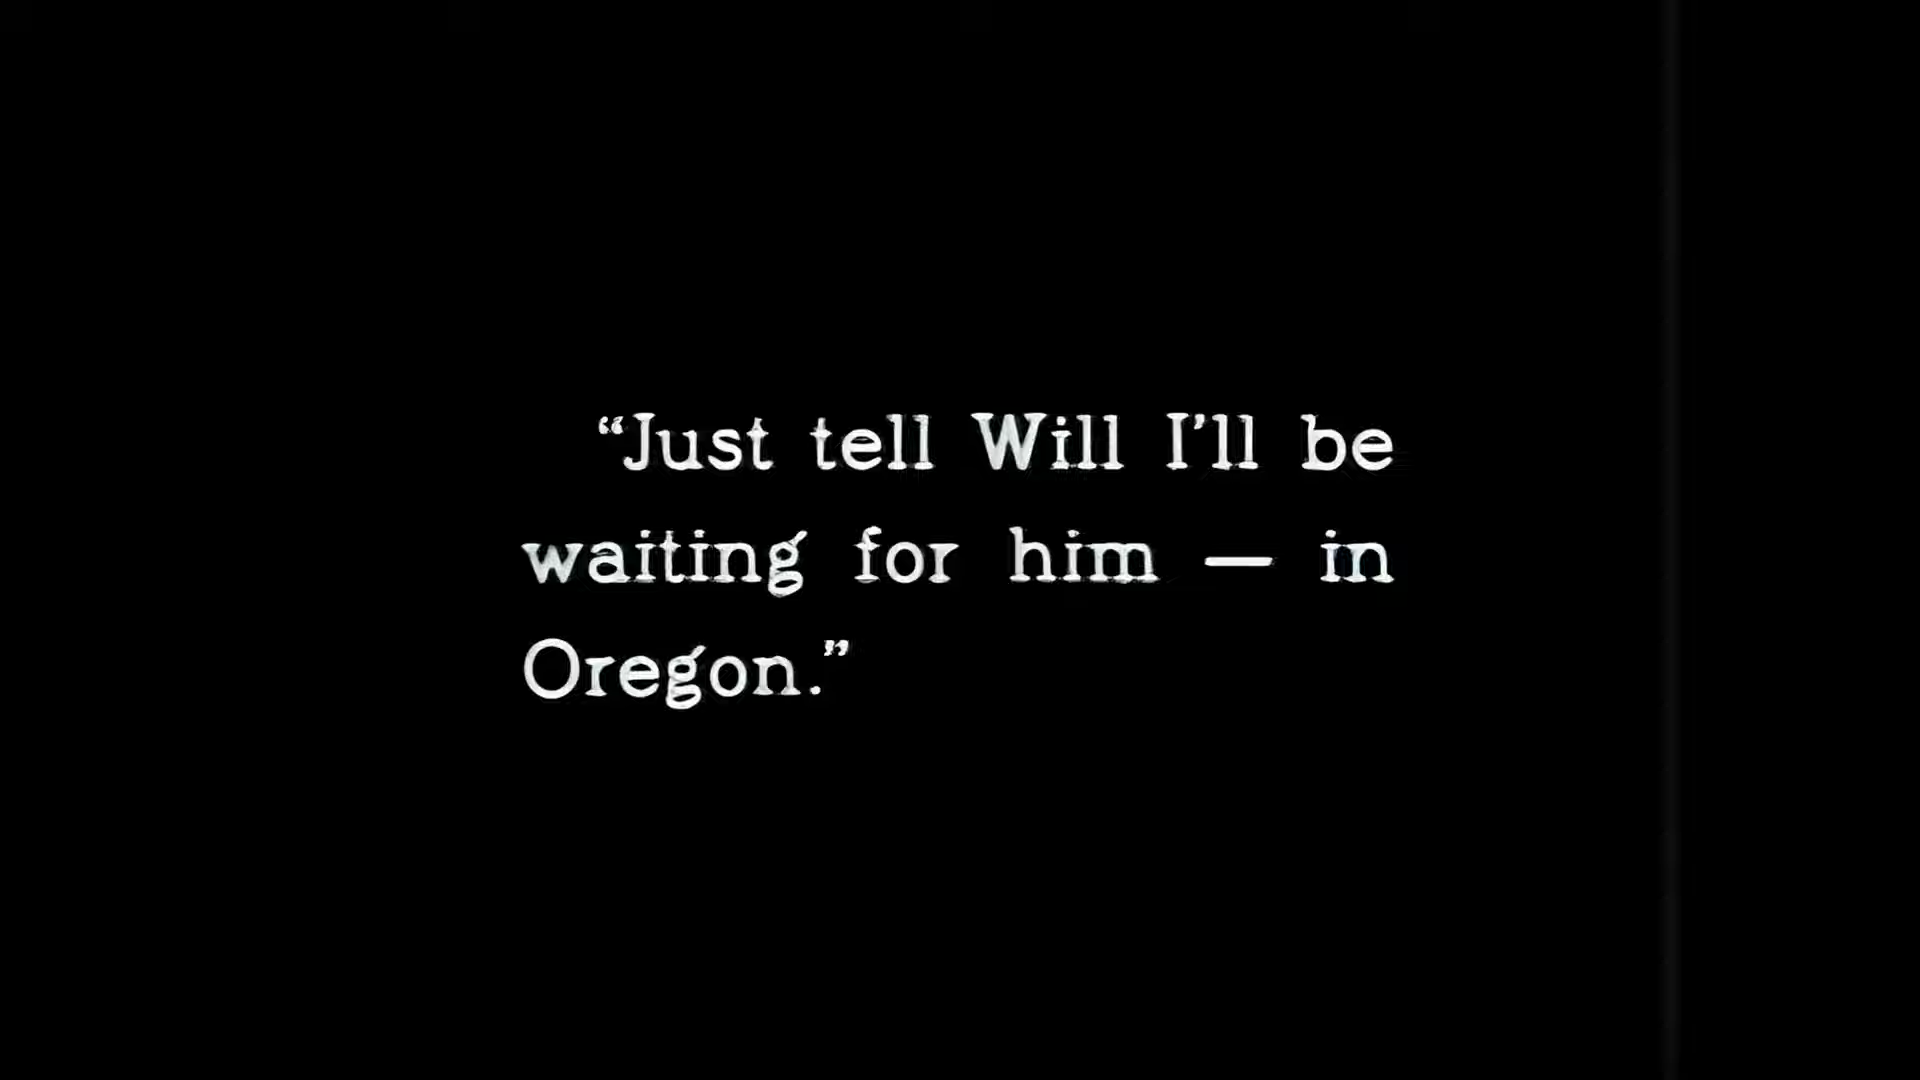 “Just tell Will I’ll be
waiting for him — in
Oregon.”